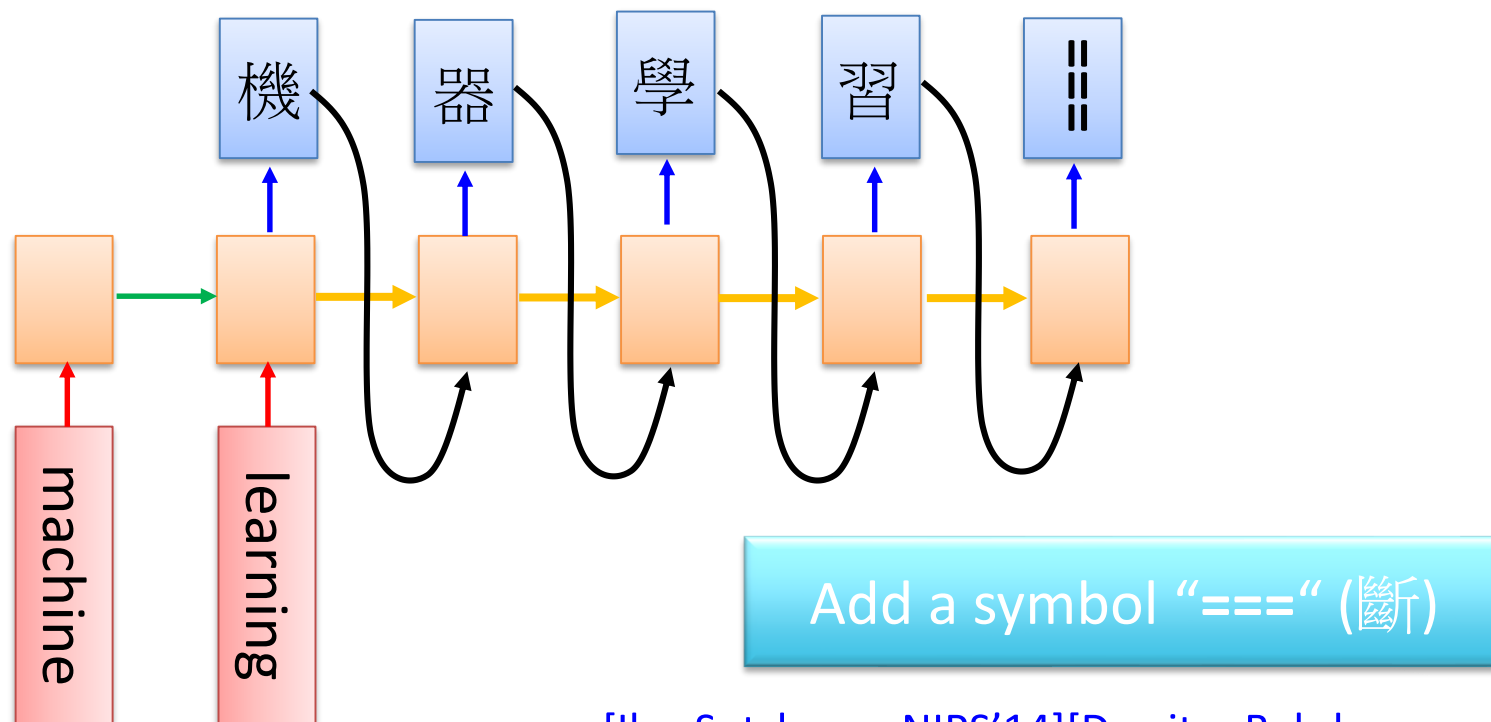 機 器 學 習 ===
machine
learning
Add a symbol “===“ (斷)